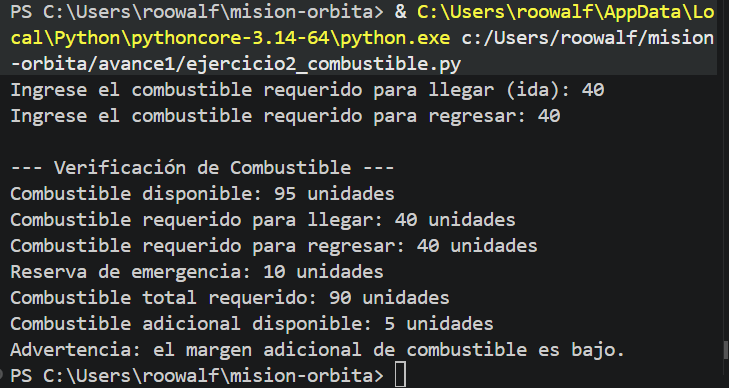 PS C:\Users\roowalf\mision-orbita> & C:\Users\roowalf\AppData\Lo
cal\Python\pythoncore-3.14-64\python.exe c:/Users/roowalf/mision
-orbita/avance1/ejercicio2_combustible.py
Ingrese el combustible requerido para llegar (ida): 40
Ingrese el combustible requerido para regresar: 40

--- Verificación de Combustible ---
Combustible disponible: 95 unidades
Combustible requerido para llegar: 40 unidades
Combustible requerido para regresar: 40 unidades
Reserva de emergencia: 10 unidades
Combustible total requerido: 90 unidades
Combustible adicional disponible: 5 unidades
Advertencia: el margen adicional de combustible es bajo.
PS C:\Users\roowalf\mision-orbita>